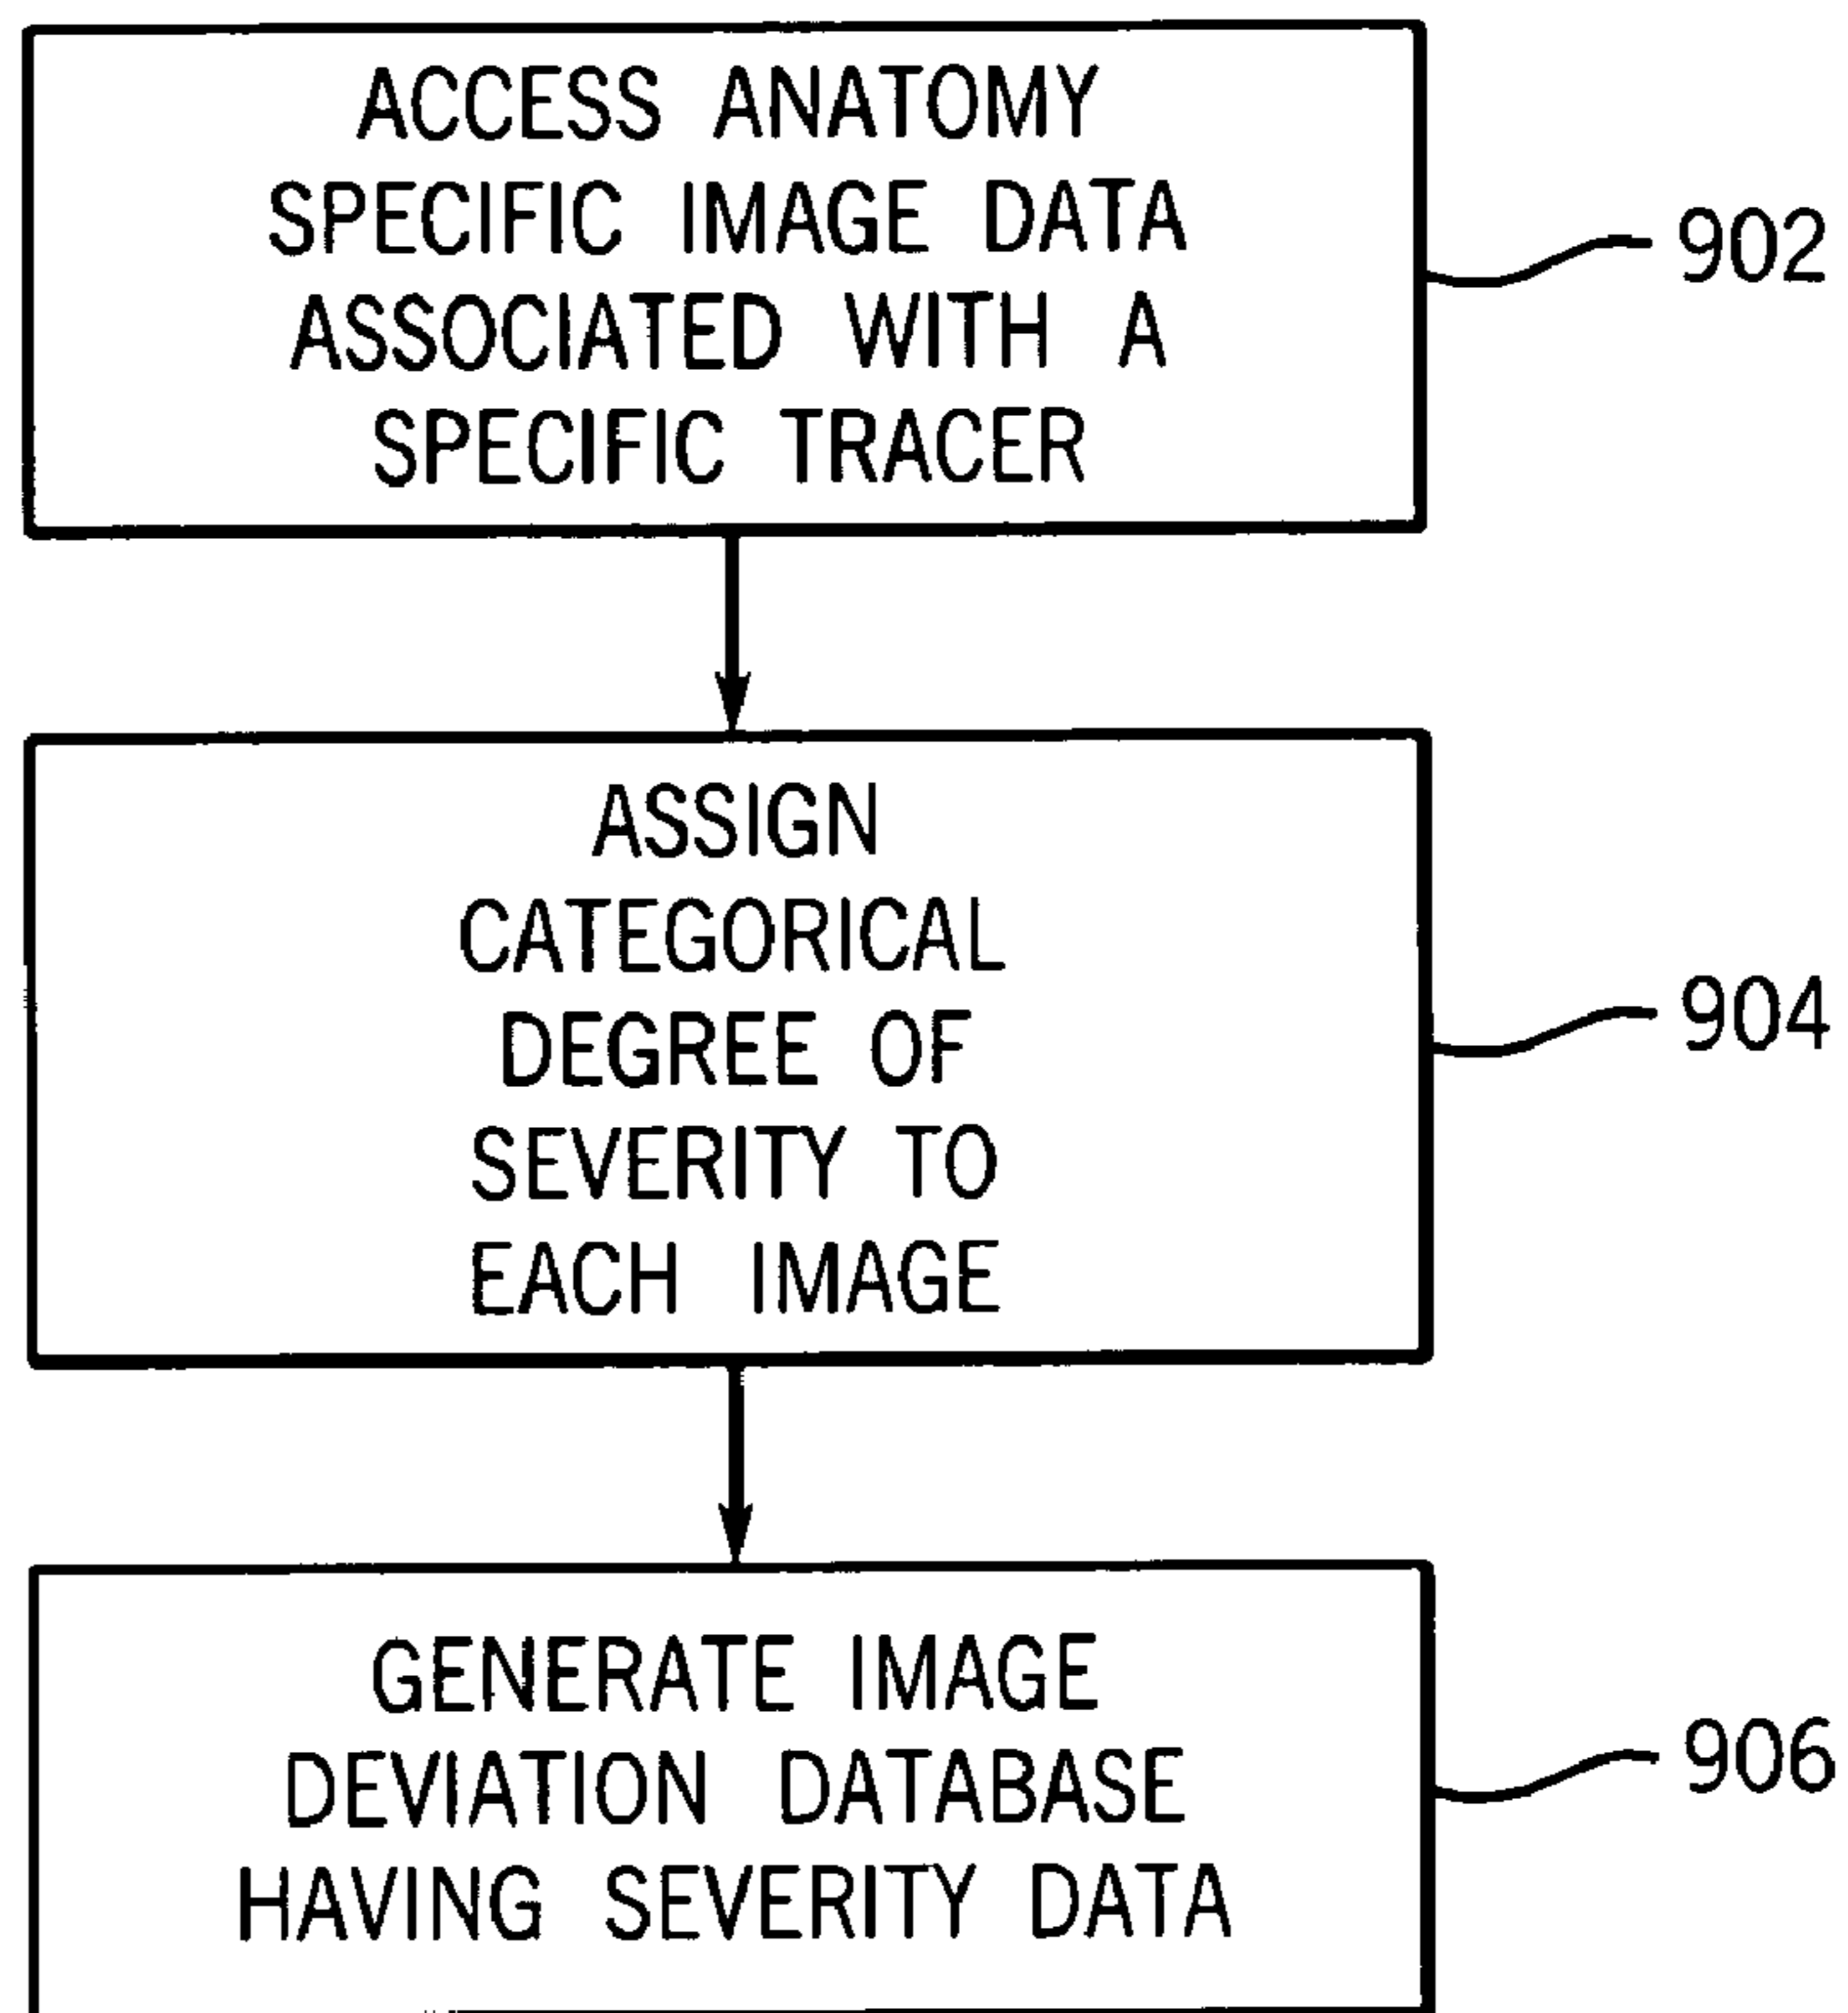 ACCESS ANATOMY
SPECIFIC IMAGE DATA
ASSOCIATED WITH A
SPECIFIC TRACER
902
ASSIGN
CATEGORICAL
DEGREE OF
SEVERITY TO
EACH IMAGE
904
GENERATE IMAGE
DEVIATION DATABASE
HAVING SEVERITY DATA
906